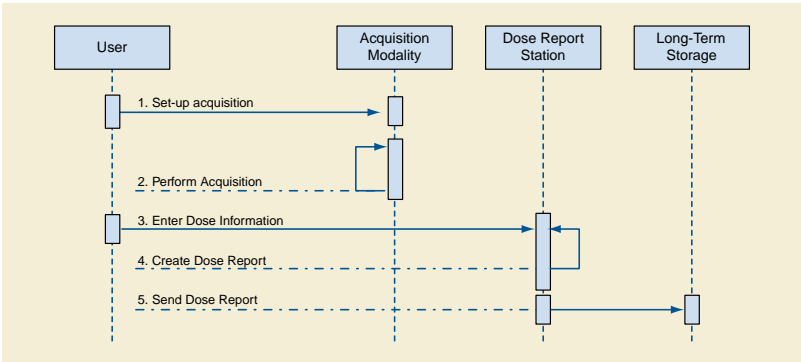 User
Acquisition
Modality
Dose Report
Station
Long-Term
Storage
1. Set-up acquisition
2. Perform Acquisition
3. Enter Dose Information
4. Create Dose Report
5. Send Dose Report